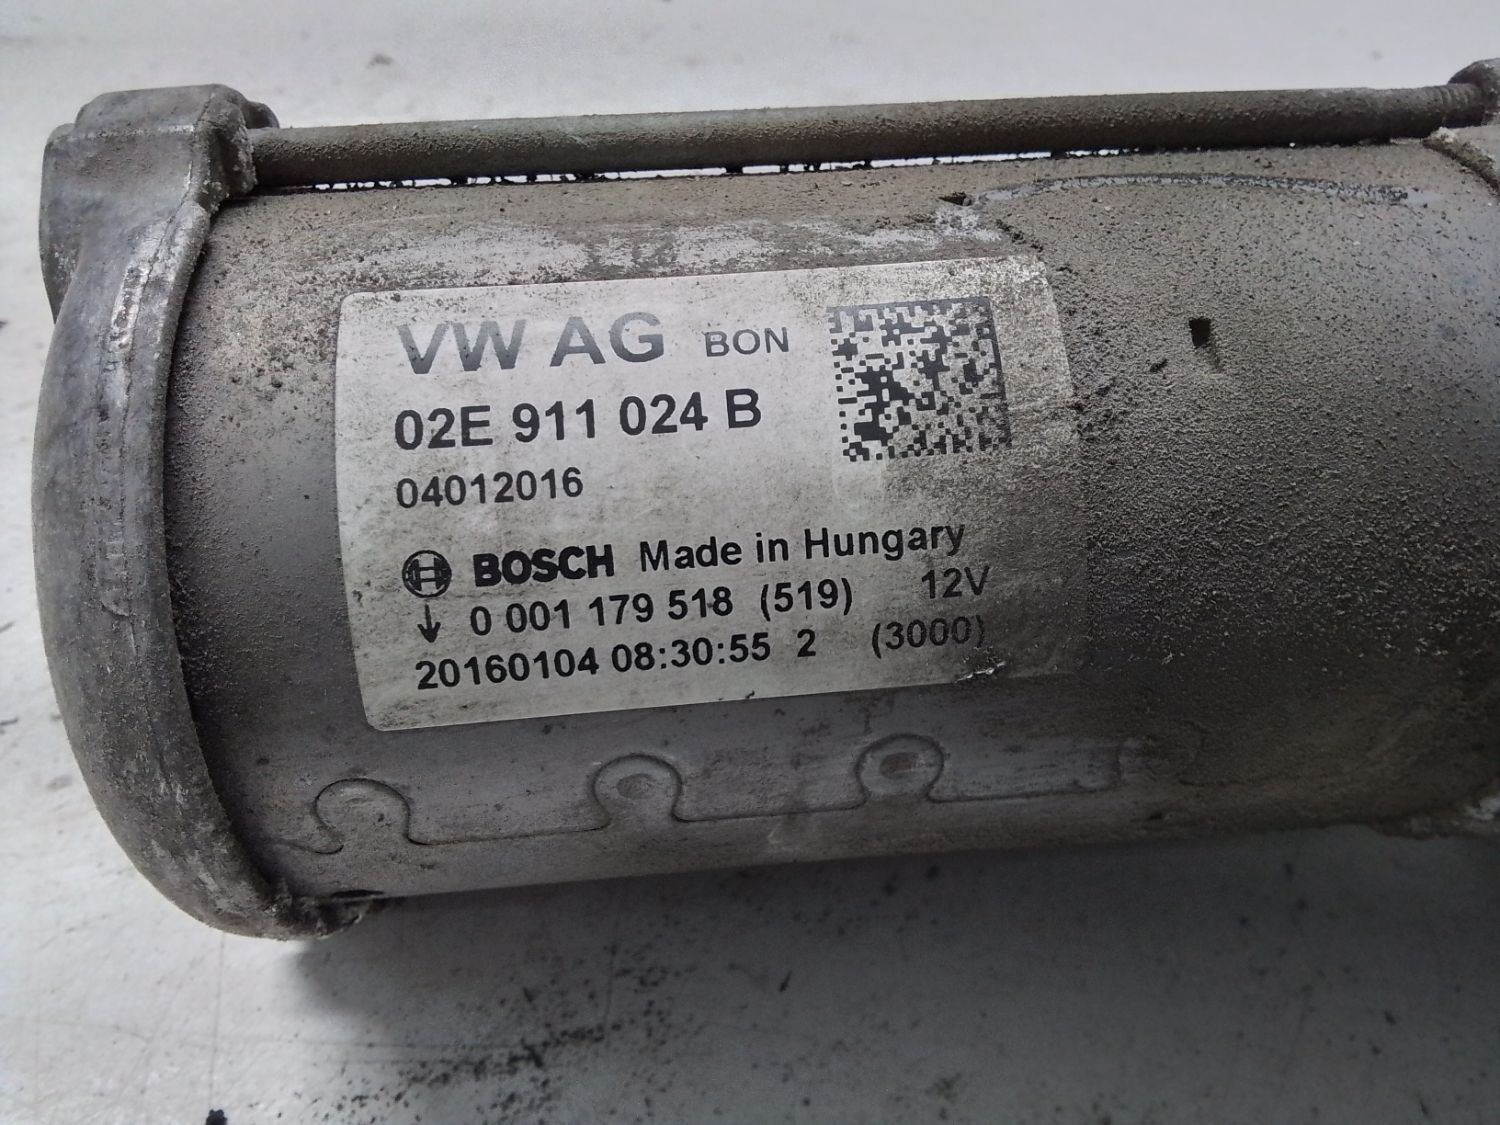 VW AG BON
02E 911 024 B
04012016
BOSCH Made in Hungary
↓ 0 001 179 518 (519) 12V
20160104 08:30:55 2 (3000)